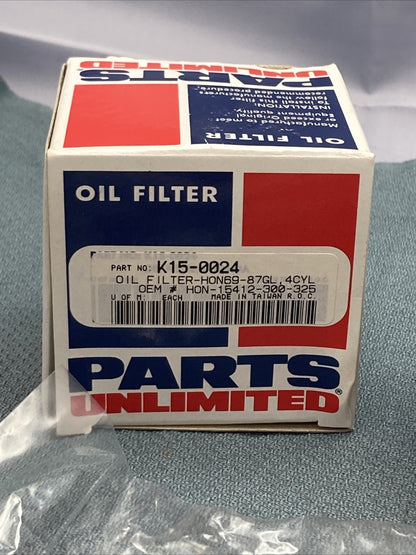 PARTS
UNLIMITED
OIL FILTER
Manufactured to meet
or exceed Original
Equipment quality.
INSTALLATION:
To install this filter
follow the manufacturers
recommended procedure.
OIL FILTER
PART NO: K15-0024
OIL FILTER-HON69-87GL,4CYL
OEM # HON-15412-300-325
U OF M: EACH MADE IN TAIWAN R.O.C.
PARTS
UNLIMITED®